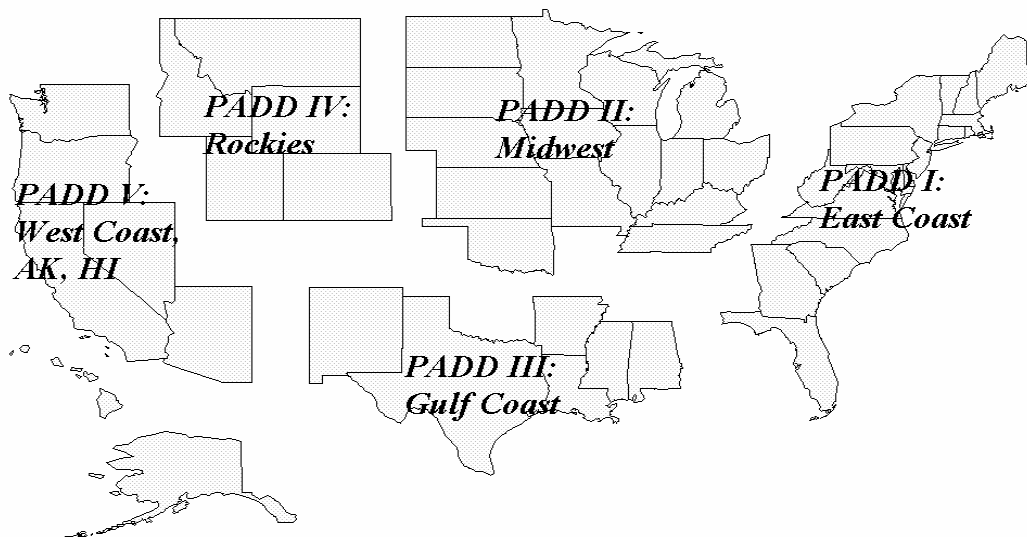 PADD IV:
Rockies
PADD II:
Midwest
PADD V:
West Coast,
AK, HI
PADD I:
East Coast
PADD III:
Gulf Coast